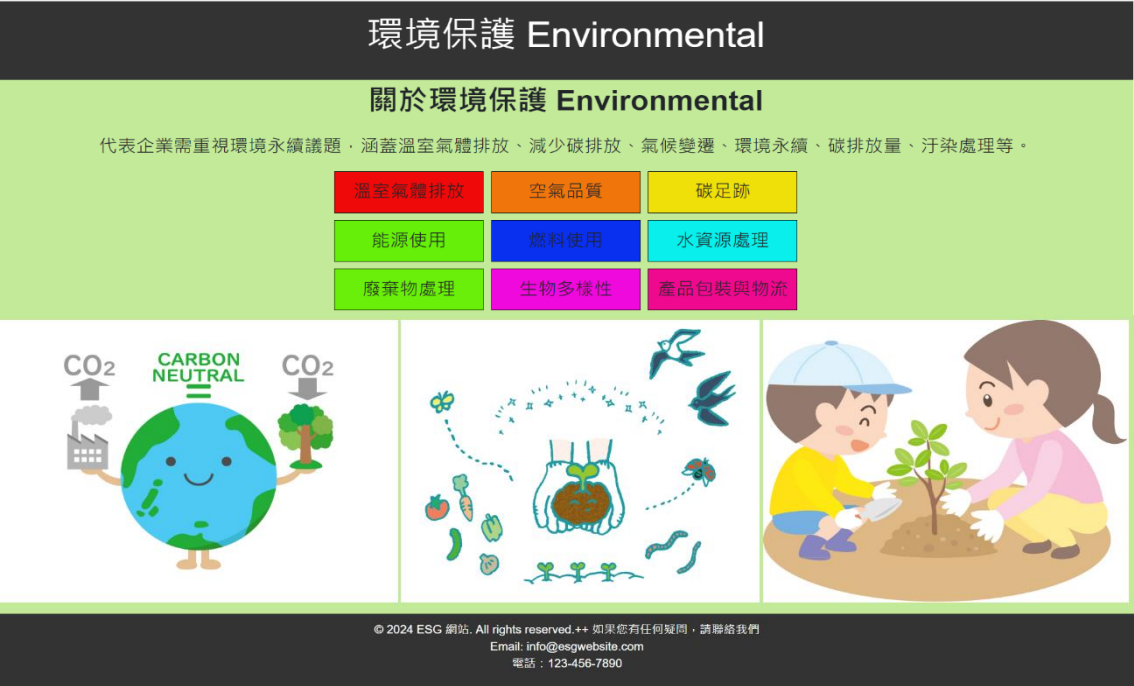 環境保護 Environmental
關於環境保護 Environmental
代表企業需重視環境永續議題，涵蓋溫室氣體排放、減少碳排放、氣候變遷、環境永續、碳排放量、汙染處理等。
溫室氣體排放 空氣品質 碳足跡
能源使用 燃料使用 水資源處理
廢棄物處理 生物多樣性 產品包裝與物流
CO2 CARBON NEUTRAL = CO2
© 2024 ESG 網站. All rights reserved.++ 如果您有任何疑問，請聯絡我們
Email: info@esgwebsite.com
電話：123-456-7890